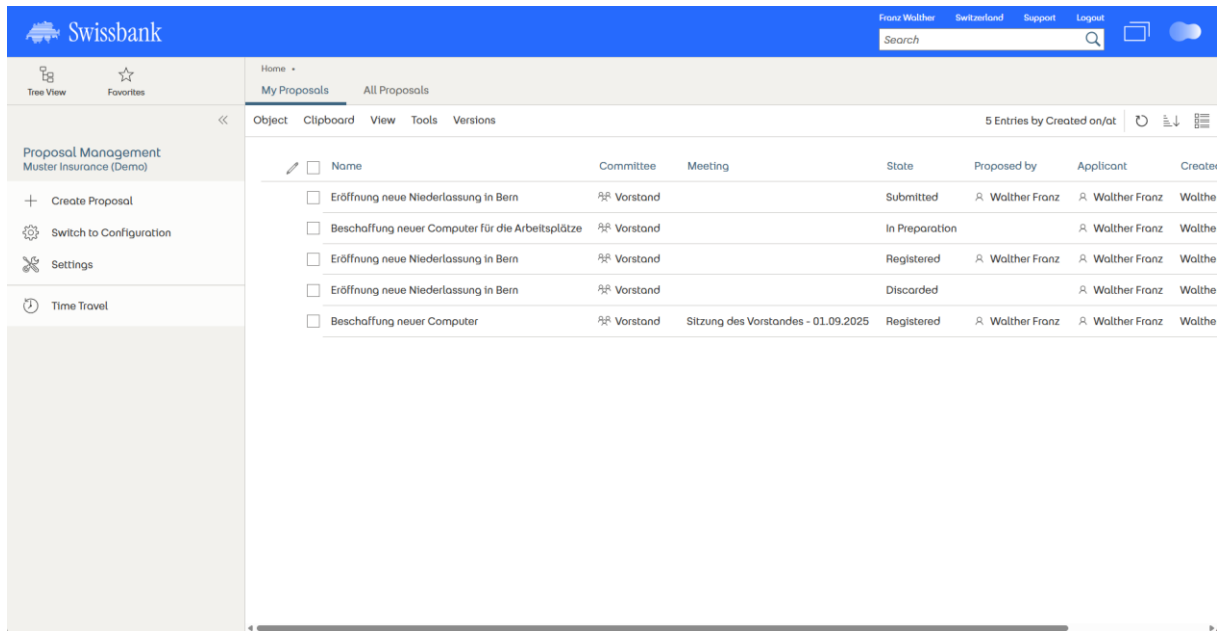 Swissbank
Franz Walther Switzerland Support Logout
Search
Tree View Favorites
Home
My Proposals All Proposals
Object Clipboard View Tools Versions 5 Entries by Created on/at
Proposal Management
Muster Insurance (Demo)
Create Proposal
Switch to Configuration
Settings
Time Travel
Name Committee Meeting State Proposed by Applicant Created
Eröffnung neue Niederlassung in Bern Vorstand Submitted Walther Franz Walther Franz Walthe
Beschaffung neuer Computer für die Arbeitsplätze Vorstand In Preparation Walther Franz Walthe
Eröffnung neue Niederlassung in Bern Vorstand Registered Walther Franz Walther Franz Walthe
Eröffnung neue Niederlassung in Bern Vorstand Discarded Walther Franz Walthe
Beschaffung neuer Computer Vorstand Sitzung des Vorstandes - 01.09.2025 Registered Walther Franz Walther Franz Walthe